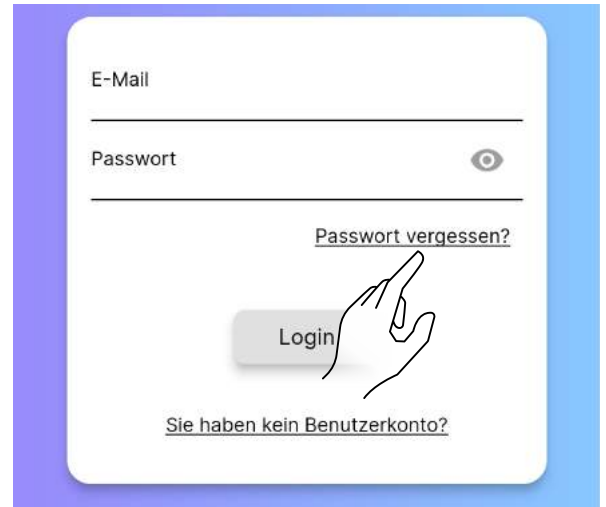 E-Mail
Passwort
Passwort vergessen?
Login
Sie haben kein Benutzerkonto?